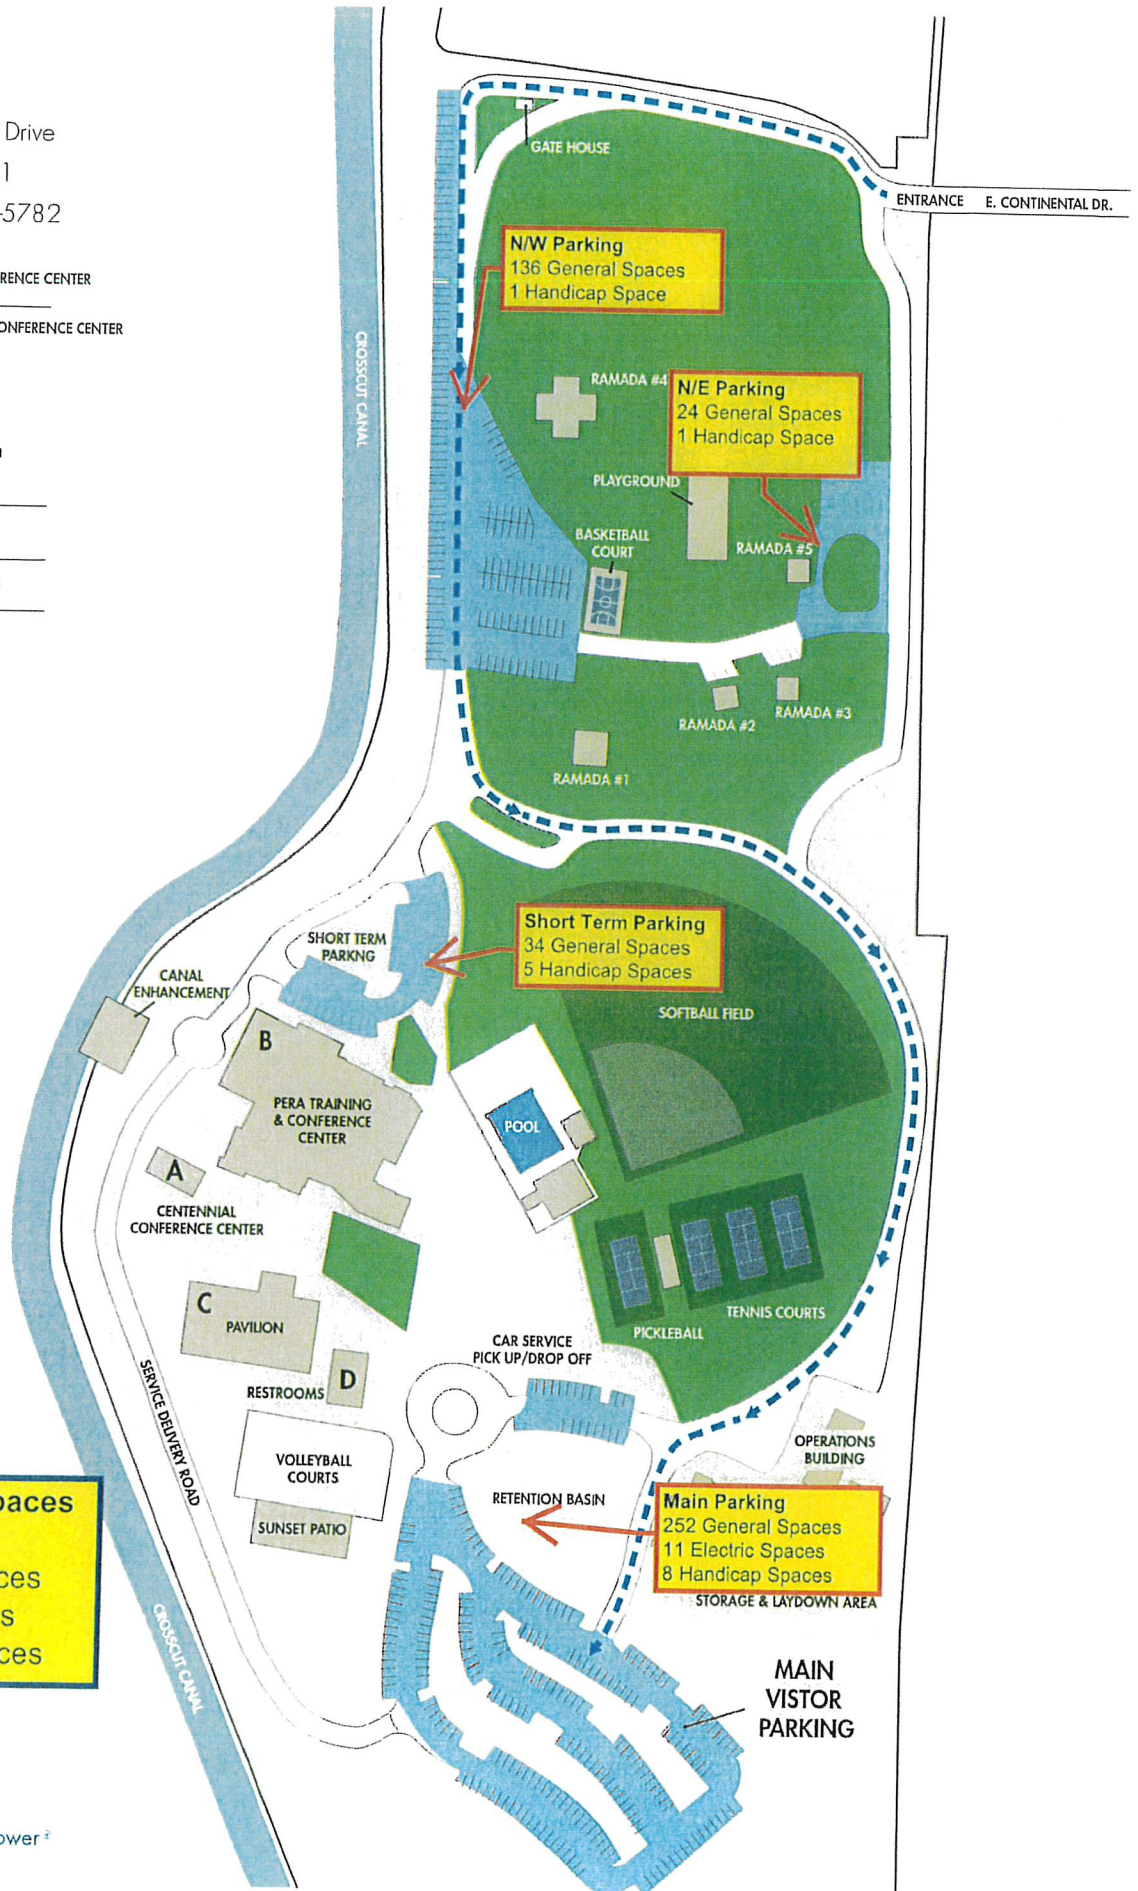 Drive
1
-5782
RENCE CENTER
ONFERENCE CENTER
GATE HOUSE
ENTRANCE E. CONTINENTAL DR.
N/W Parking
136 General Spaces
1 Handicap Space
CROSSCUT CANAL
RAMADA #4
N/E Parking
24 General Spaces
1 Handicap Space
PLAYGROUND
BASKETBALL
COURT
RAMADA #5
RAMADA #2
RAMADA #3
RAMADA #1
Short Term Parking
34 General Spaces
5 Handicap Spaces
SHORT TERM
PARKNG
CANAL
ENHANCEMENT
SOFTBALL FIELD
B
PERA TRAINING
& CONFERENCE
CENTER
POOL
A
CENTENNIAL
CONFERENCE CENTER
C
PAVILION
TENNIS COURTS
PICKLEBALL
CAR SERVICE
PICK UP/DROP OFF
RESTROOMS D
SERVICE DELIVERY ROAD
VOLLEYBALL
COURTS
SUNSET PATIO
OPERATIONS
BUILDING
RETENTION BASIN
Main Parking
252 General Spaces
11 Electric Spaces
8 Handicap Spaces
STORAGE & LAYDOWN AREA
paces
ces
s
ces
CROSSCUT CANAL
MAIN
VISTOR
PARKING
ower